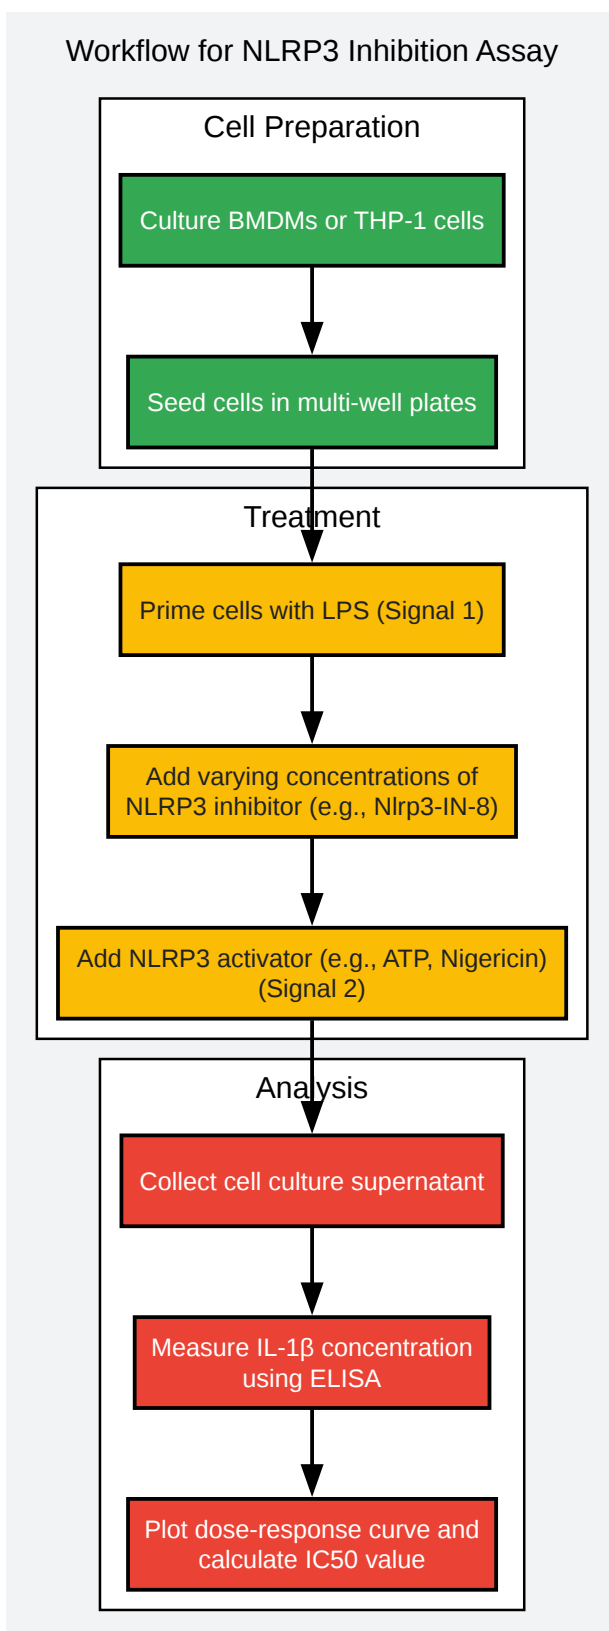 Workflow for NLRP3 Inhibition Assay
Cell Preparation
Culture BMDMs or THP-1 cells
Seed cells in multi-well plates
Treatment
Prime cells with LPS (Signal 1)
Add varying concentrations of
NLRP3 inhibitor (e.g., Nlrp3-IN-8)
Add NLRP3 activator (e.g., ATP, Nigericin)
(Signal 2)
Analysis
Collect cell culture supernatant
Measure IL-1β concentration
using ELISA
Plot dose-response curve and
calculate IC50 value